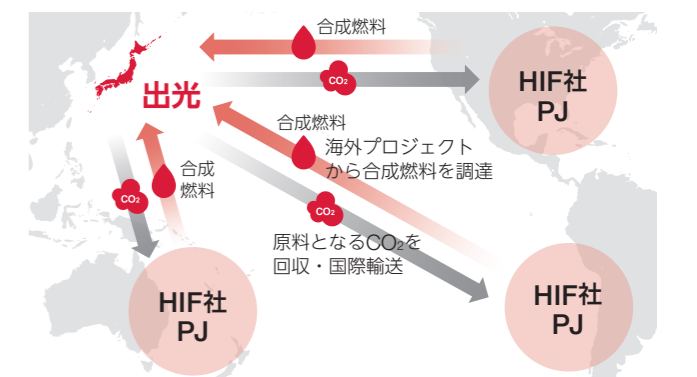 合成燃料
CO₂
HIF社
PJ
出光
合成燃料
海外プロジェクト
から合成燃料を調達
合成
燃料
CO₂
CO₂
原料となるCO₂を
回収・国際輸送
HIF社
PJ
HIF社
PJ